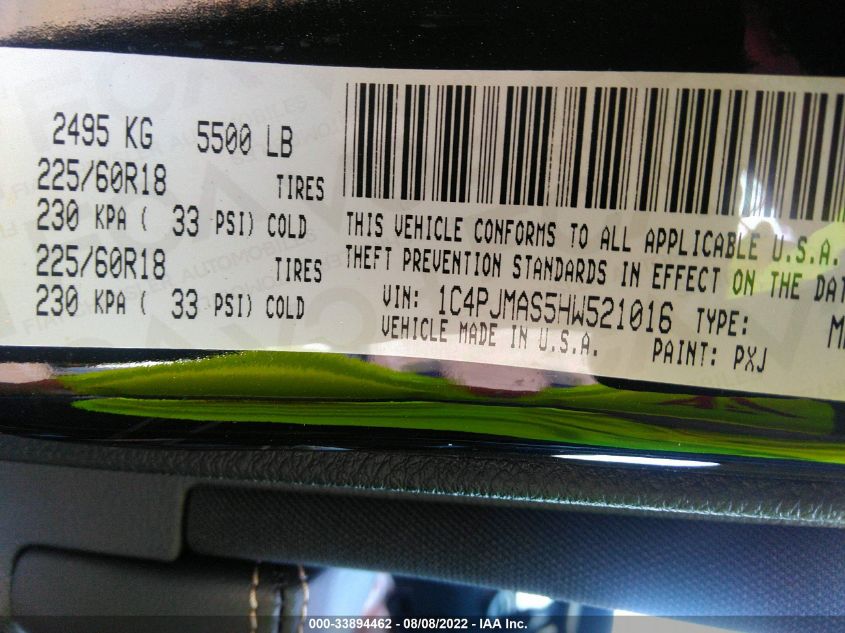 2495 KG 5500 LB
225/60R18 TIRES
230 KPA ( 33 PSI) COLD
225/60R18 TIRES
230 KPA ( 33 PSI) COLD
THIS VEHICLE CONFORMS TO ALL APPLICABLE U.S.A.
THEFT PREVENTION STANDARDS IN EFFECT ON THE DAT
VIN: 1C4PJMAS5HW521016 TYPE: M
VEHICLE MADE IN U.S.A. PAINT: PXJ
000-33894462 - 08/08/2022 - IAA Inc.